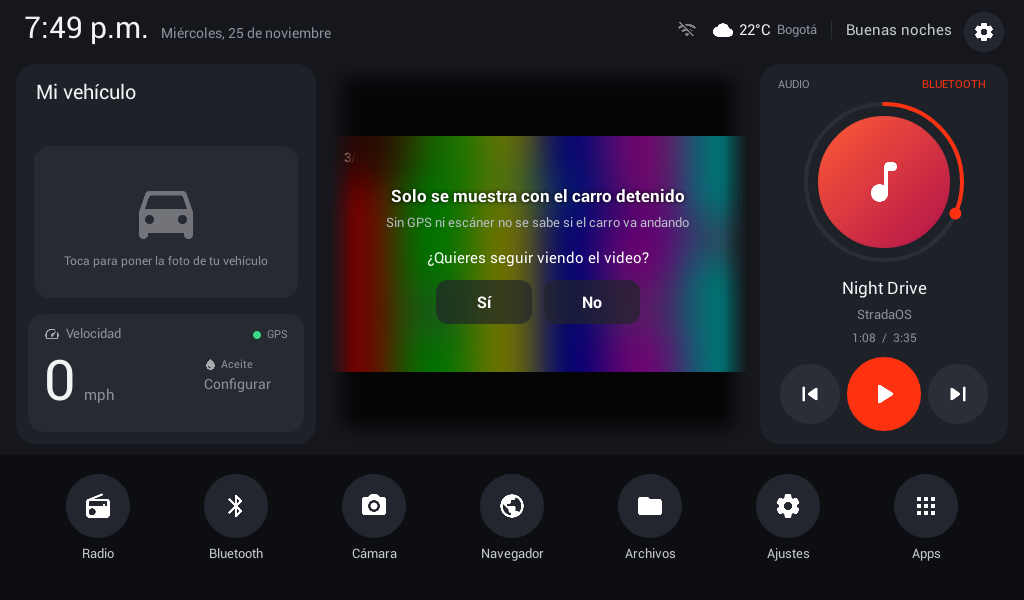 7:49 p.m. Miércoles, 25 de noviembre
22°C Bogotá
Buenas noches
Mi vehículo
Toca para poner la foto de tu vehículo
Velocidad
GPS
0 mph
Aceite
Configurar
3/
Solo se muestra con el carro detenido
Sin GPS ni escáner no se sabe si el carro va andando
¿Quieres seguir viendo el video?
Sí
No
AUDIO
BLUETOOTH
Night Drive
StradaOS
1:08 / 3:35
Radio
Bluetooth
Cámara
Navegador
Archivos
Ajustes
Apps